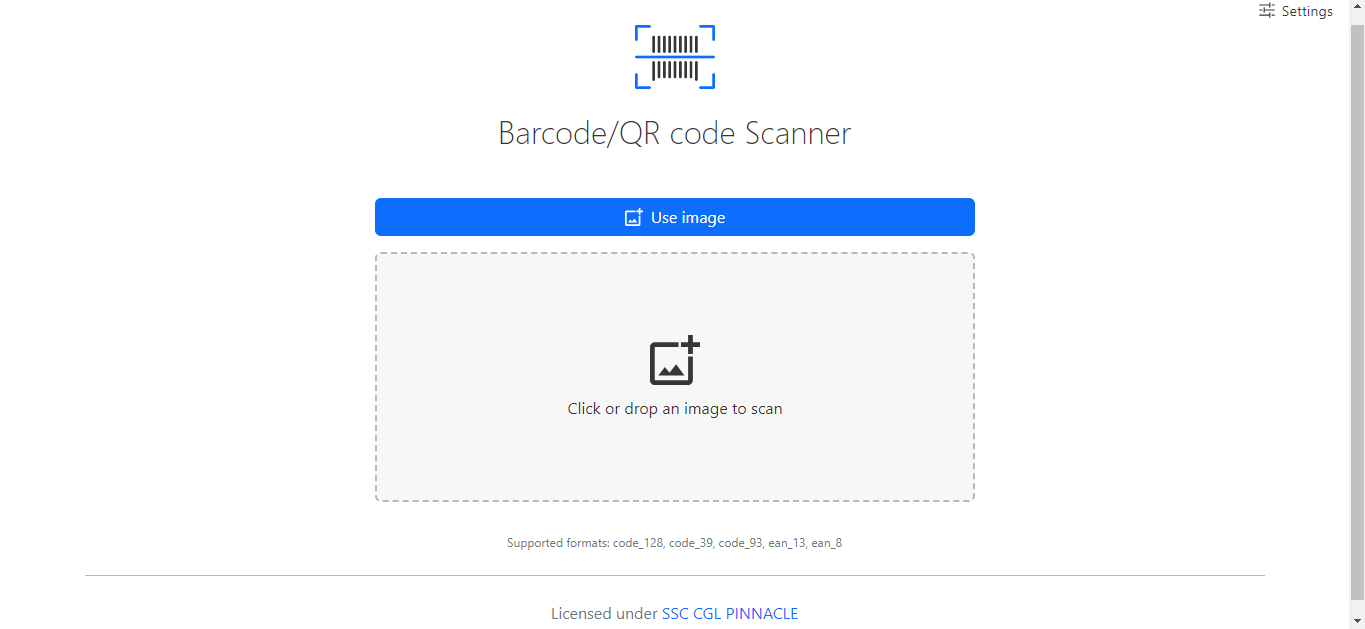 Settings
Barcode/QR code Scanner
Use image
Click or drop an image to scan
Supported formats: code_128, code_39, code_93, ean_13, ean_8
Licensed under SSC CGL PINNACLE